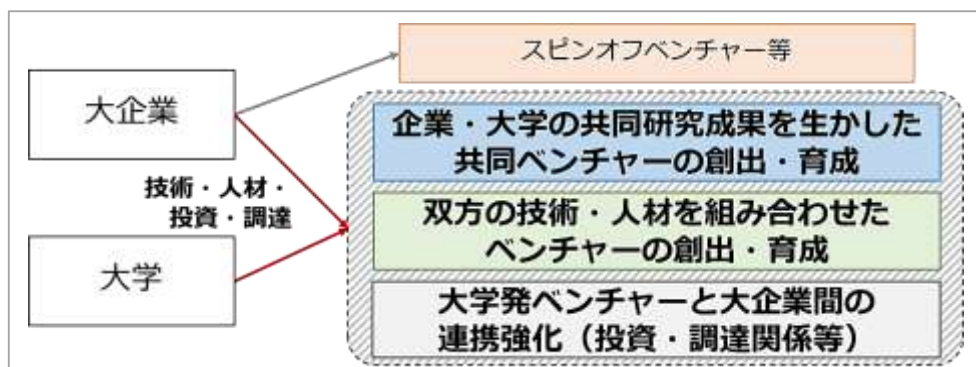 スピンオフベンチャー等
大企業
企業・大学の共同研究成果を生かした
共同ベンチャーの創出・育成
技術・人材・
投資・調達
双方の技術・人材を組み合わせた
ベンチャーの創出・育成
大学
大学発ベンチャーと大企業間の
連携強化（投資・調達関係等）